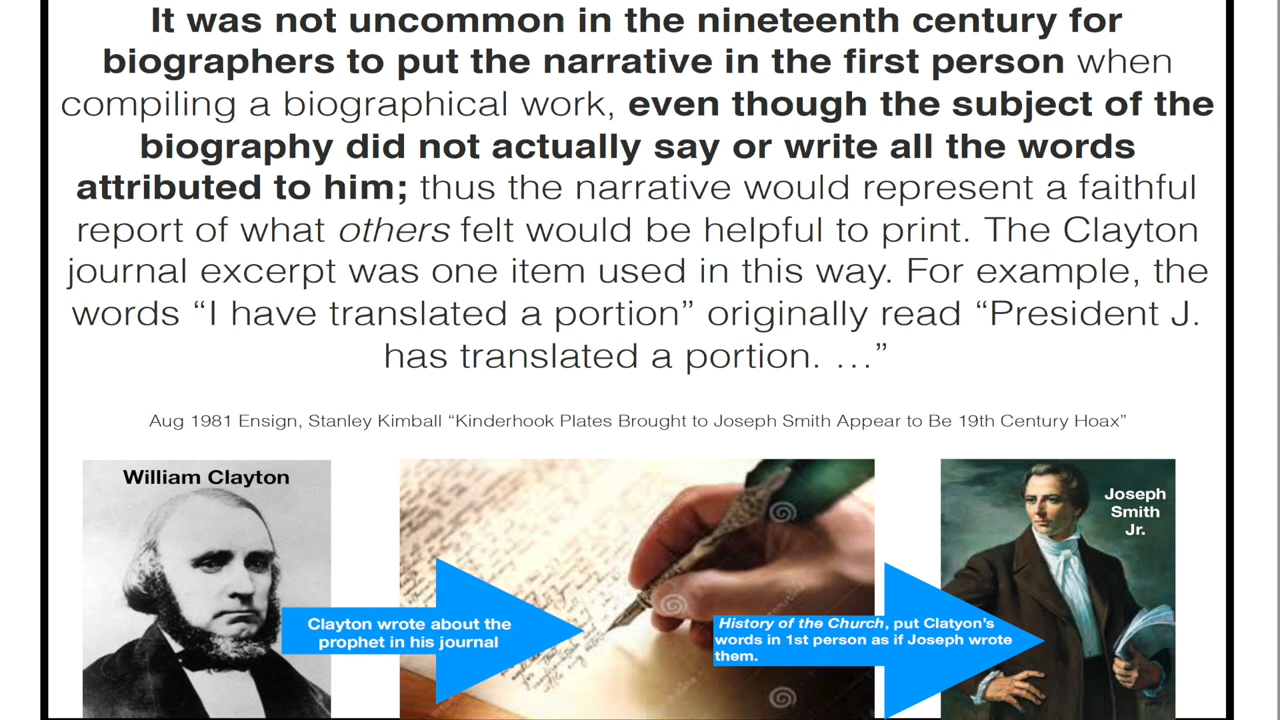 It was not uncommon in the nineteenth century for
biographers to put the narrative in the first person when
compiling a biographical work, even though the subject of the
biography did not actually say or write all the words
attributed to him; thus the narrative would represent a faithful
report of what others felt would be helpful to print. The Clayton
journal excerpt was one item used in this way. For example, the
words “I have translated a portion” originally read “President J.
has translated a portion. …”
Aug 1981 Ensign, Stanley Kimball “Kinderhook Plates Brought to Joseph Smith Appear to Be 19th Century Hoax”
William Clayton
Clayton wrote about the
prophet in his journal
History of the Church, put Clatyon’s
words in 1st person as if Joseph wrote
them.
Joseph
Smith
Jr.